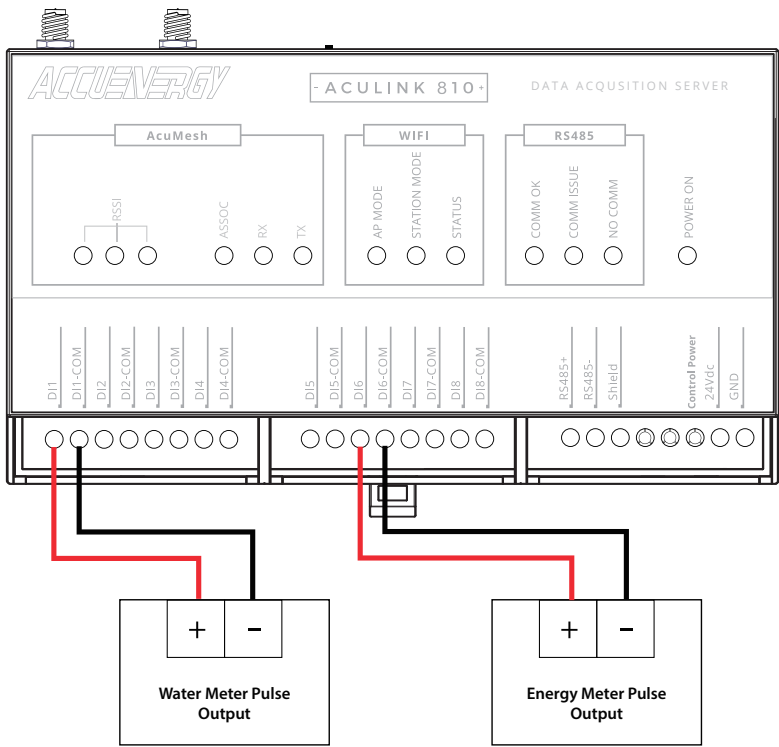 ACCUENERGY
- ACULINK 810 +
DATA ACQUSITION SERVER
AcuMesh
WIFI
RS485
RSSI
ASSOC
RX
TX
AP MODE
STATION MODE
STATUS
COMM OK
COMM ISSUE
NO COMM
POWER ON
DI1
DI1-COM
DI2
DI2-COM
DI3
DI3-COM
DI4
DI4-COM
DI5
DI5-COM
DI6
DI6-COM
DI7
DI7-COM
DI8
DI8-COM
RS485+
RS485-
Shield
Control Power
24Vdc
GND
+ -
Water Meter Pulse
Output
+ -
Energy Meter Pulse
Output